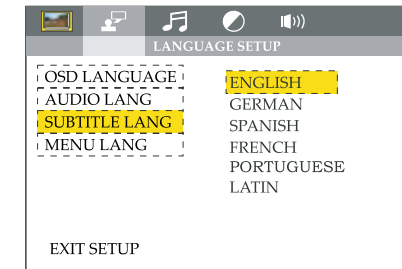 LANGUAGE SETUP
OSD LANGUAGE
AUDIO LANG
SUBTITLE LANG
MENU LANG
ENGLISH
GERMAN
SPANISH
FRENCH
PORTUGUESE
LATIN
EXIT SETUP